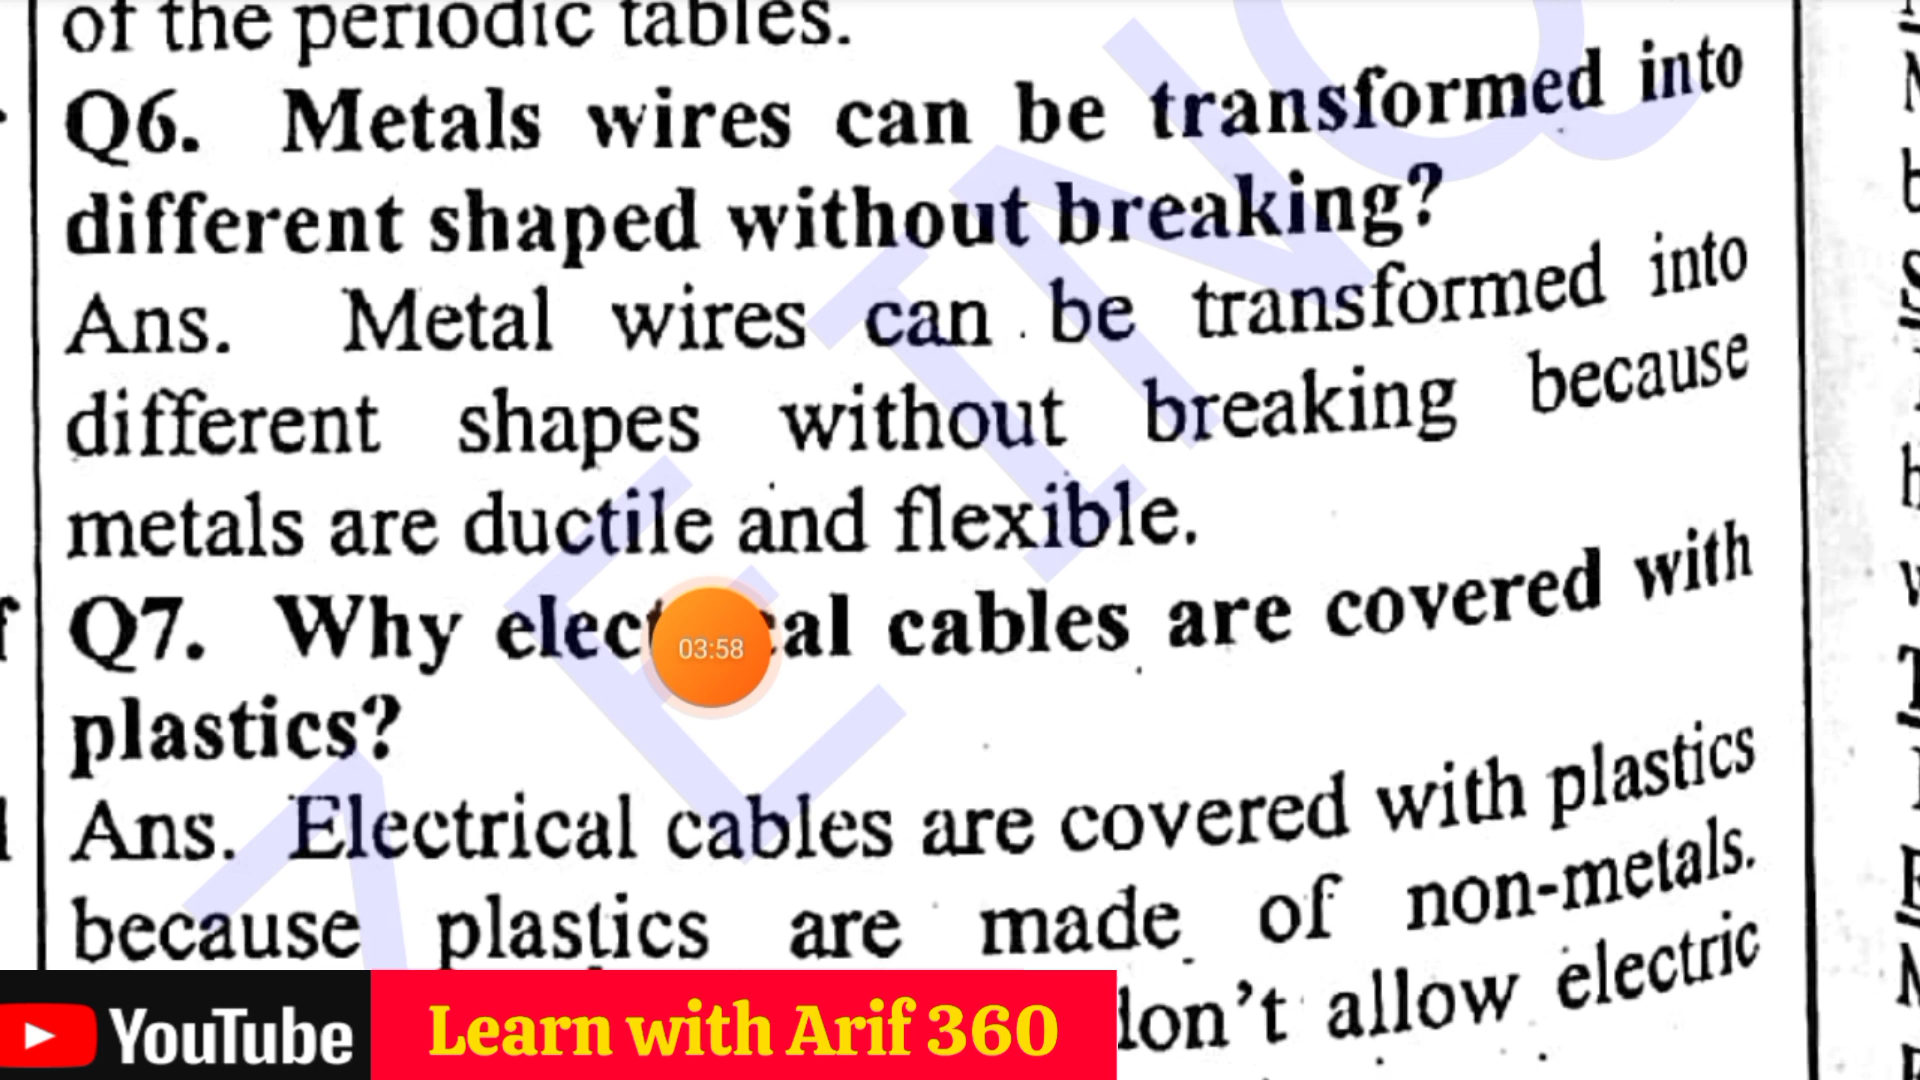 of the periodic tables.
Q6. Metals wires can be transformed into
different shaped without breaking?
Ans. Metal wires can be transformed into
different shapes without breaking because
metals are ductile and flexible.
Q7. Why cables are covered with
plastics?
Ans. Electrical cables are covered with plastics
because plastics are made of non-metals.
allow electric
03:58
YouTube
Learn with Arif 360